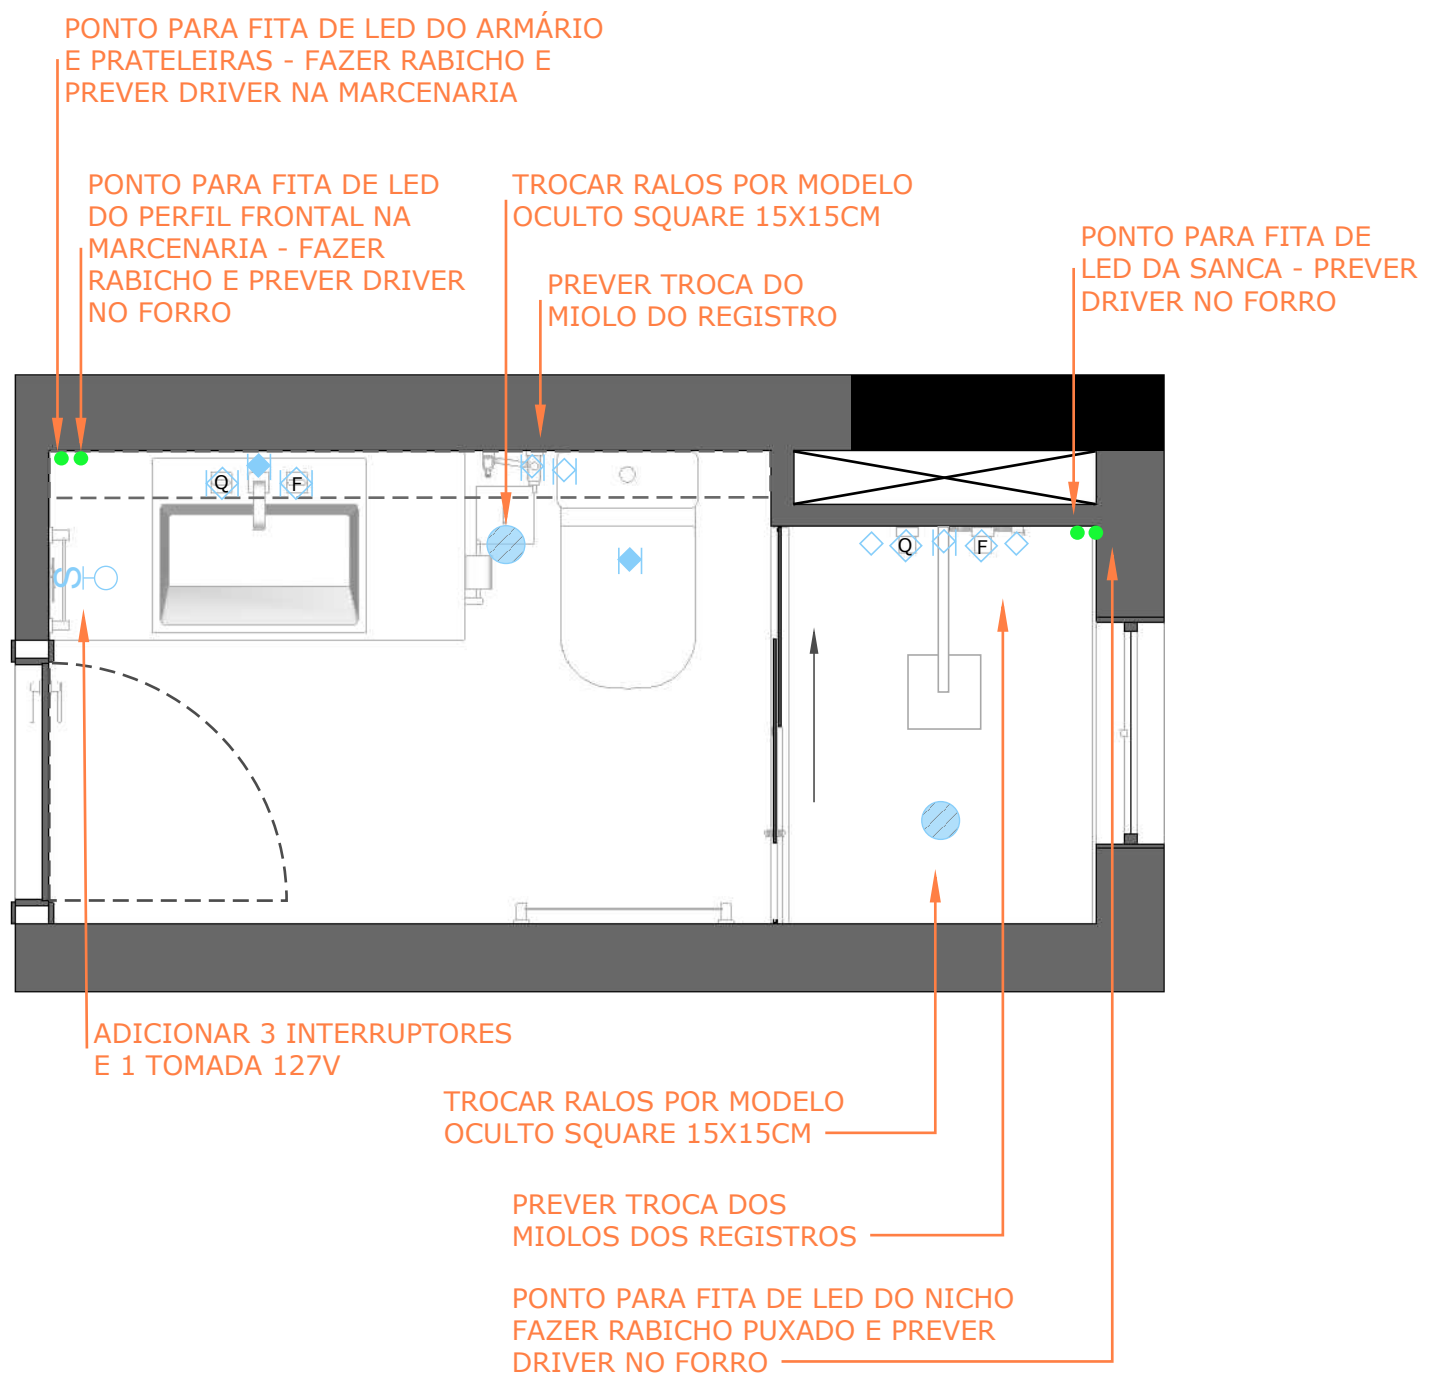 PONTO PARA FITA DE LED DO ARMÁRIO
E PRATELEIRAS - FAZER RABICHO E
PREVER DRIVER NA MARCENARIA
PONTO PARA FITA DE LED
DO PERFIL FRONTAL NA
MARCENARIA - FAZER
RABICHO E PREVER DRIVER
NO FORRO
TROCAR RALOS POR MODELO
OCULTO SQUARE 15X15CM
PREVER TROCA DO
MIOLO DO REGISTRO
PONTO PARA FITA DE
LED DA SANCA - PREVER
DRIVER NO FORRO
Q
F
Q
F
S
ADICIONAR 3 INTERRUPTORES
E 1 TOMADA 127V
TROCAR RALOS POR MODELO
OCULTO SQUARE 15X15CM
PREVER TROCA DOS
MIOLOS DOS REGISTROS
PONTO PARA FITA DE LED DO NICHO
FAZER RABICHO PUXADO E PREVER
DRIVER NO FORRO